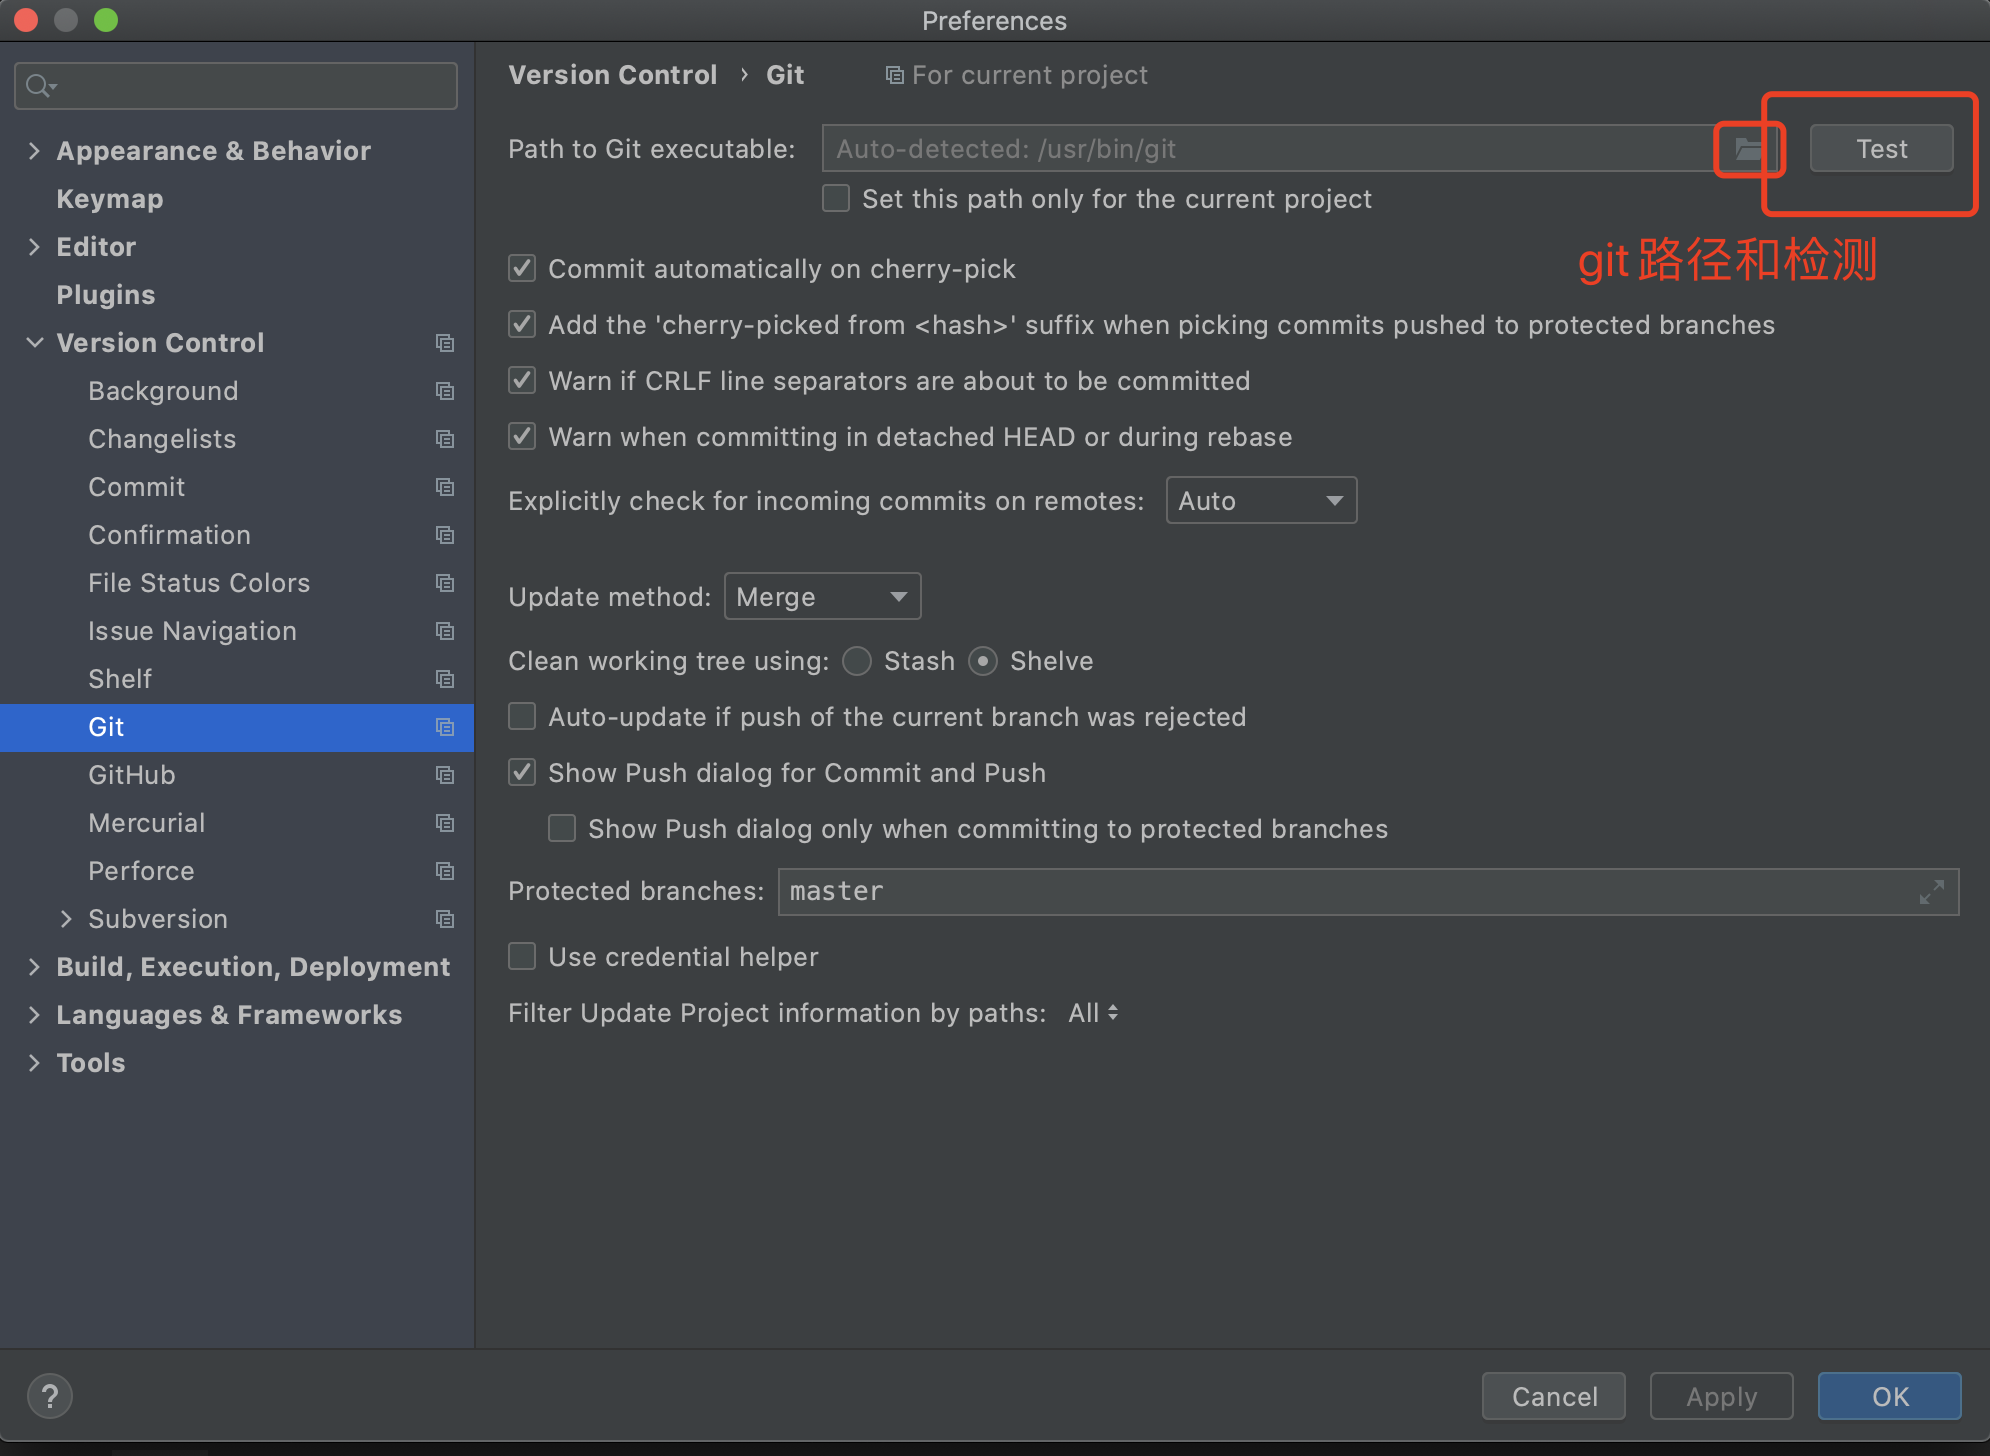 Preferences
Version Control › Git For current project
Appearance & Behavior
Keymap
Editor
Plugins
Version Control
Background
Changelists
Commit
Confirmation
File Status Colors
Issue Navigation
Shelf
Git
GitHub
Mercurial
Perforce
Subversion
Build, Execution, Deployment
Languages & Frameworks
Tools
Path to Git executable: Auto-detected: /usr/bin/git Test
Set this path only for the current project
git路径和检测
Commit automatically on cherry-pick
Add the 'cherry-picked from <hash>' suffix when picking commits pushed to protected branches
Warn if CRLF line separators are about to be committed
Warn when committing in detached HEAD or during rebase
Explicitly check for incoming commits on remotes: Auto
Update method: Merge
Clean working tree using: Stash Shelve
Auto-update if push of the current branch was rejected
Show Push dialog for Commit and Push
Show Push dialog only when committing to protected branches
Protected branches: master
Use credential helper
Filter Update Project information by paths: All
? Cancel Apply OK